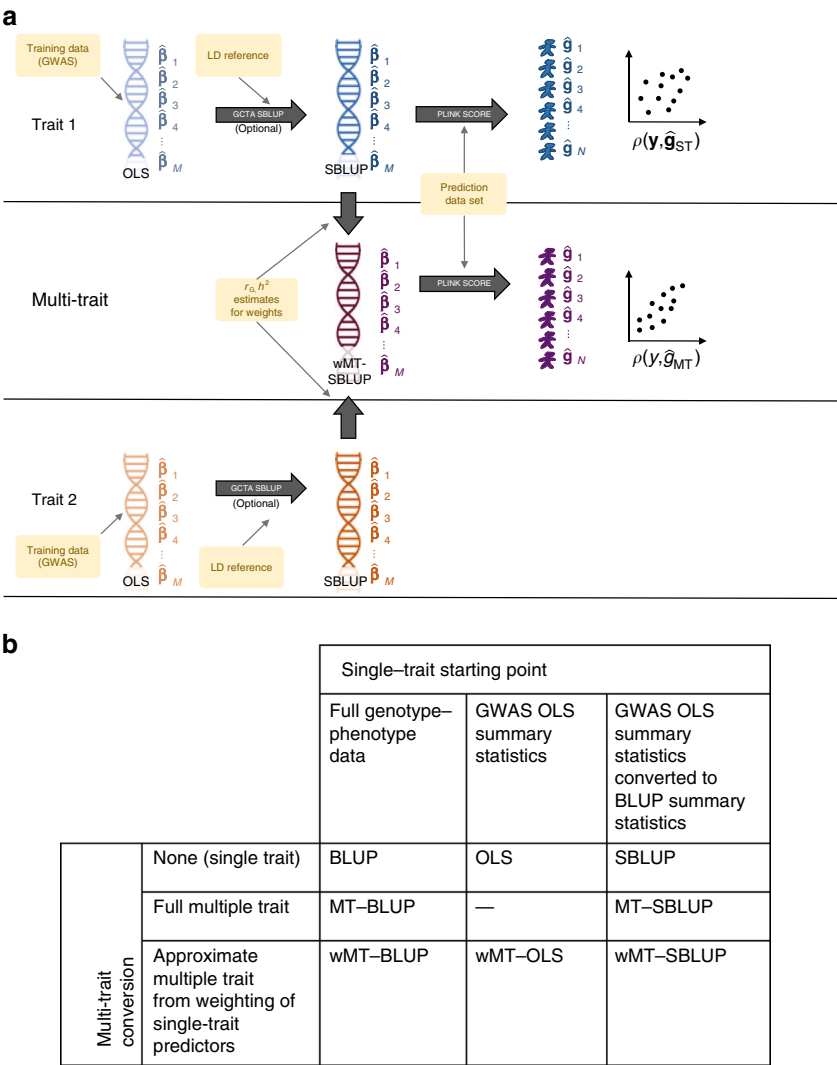 a
Training data
(GWAS)
LD reference
Trait 1
β̂ 1
β̂ 2
β̂ 3
β̂ 4
⋮
β̂ M
OLS
GCTA SBLUP
(Optional)
β̂ 1
β̂ 2
β̂ 3
β̂ 4
⋮
β̂ M
SBLUP
PLINK SCORE
ĝ 1
ĝ 2
ĝ 3
ĝ 4
⋮
ĝ N
ρ(y,ĝST)
Prediction
data set
Multi-trait
rG, h²
estimates
for weights
β̂ 1
β̂ 2
β̂ 3
β̂ 4
⋮
β̂ M
wMT-
SBLUP
PLINK SCORE
ĝ 1
ĝ 2
ĝ 3
ĝ 4
⋮
ĝ N
ρ(y,ĝMT)
Trait 2
Training data
(GWAS)
β̂ 1
β̂ 2
β̂ 3
β̂ 4
⋮
β̂ M
OLS
GCTA SBLUP
(Optional)
LD reference
β̂ 1
β̂ 2
β̂ 3
β̂ 4
⋮
β̂ M
SBLUP
b
Single–trait starting point
Full genotype–
phenotype
data
GWAS OLS
summary
statistics
GWAS OLS
summary
statistics
converted to
BLUP summary
statistics
Multi-trait
conversion
None (single trait)
BLUP
OLS
SBLUP
Full multiple trait
MT–BLUP
—
MT–SBLUP
Approximate
multiple trait
from weighting of
single-trait
predictors
wMT–BLUP
wMT–OLS
wMT–SBLUP